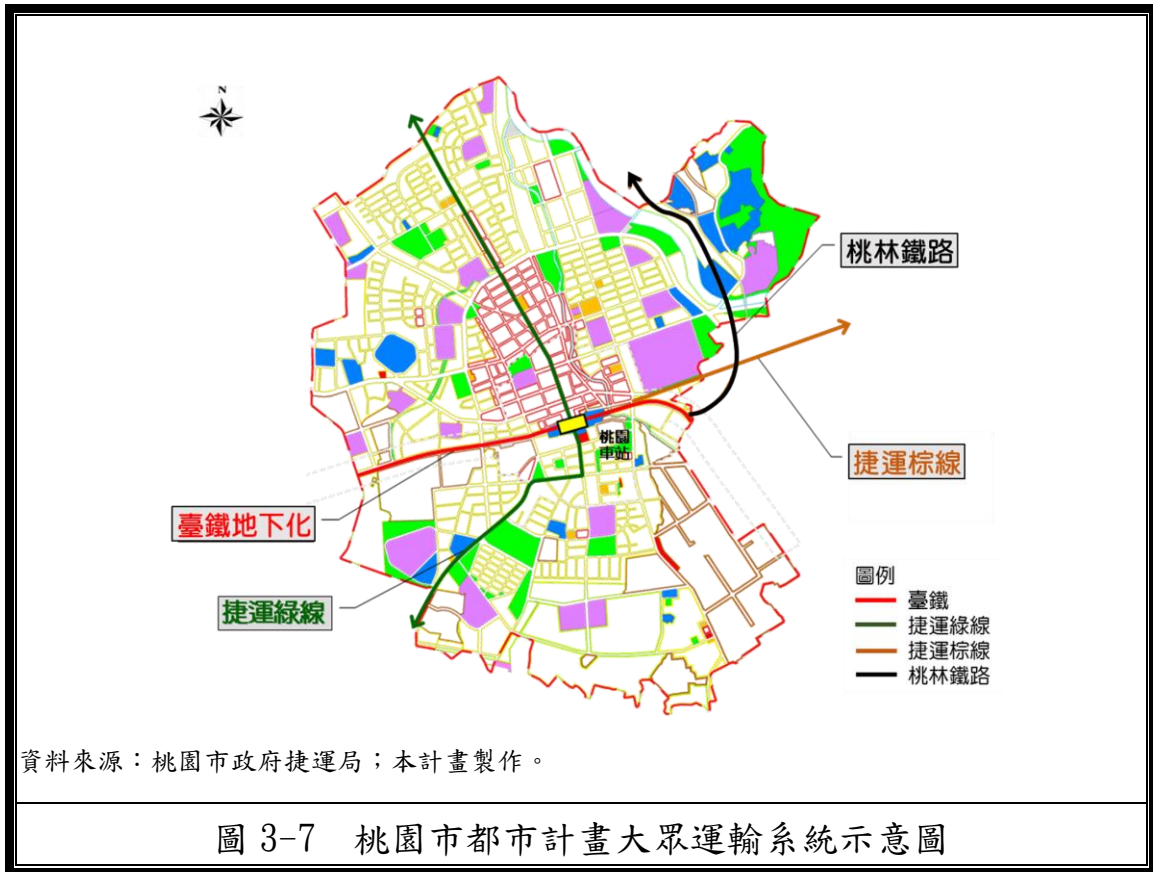 N
桃林鐵路
桃園
車站
捷運棕線
臺鐵地下化
捷運綠線
圖例
臺鐵
捷運綠線
捷運棕線
桃林鐵路
資料來源：桃園市政府捷運局；本計畫製作。
圖 3-7 桃園市都市計畫大眾運輸系統示意圖